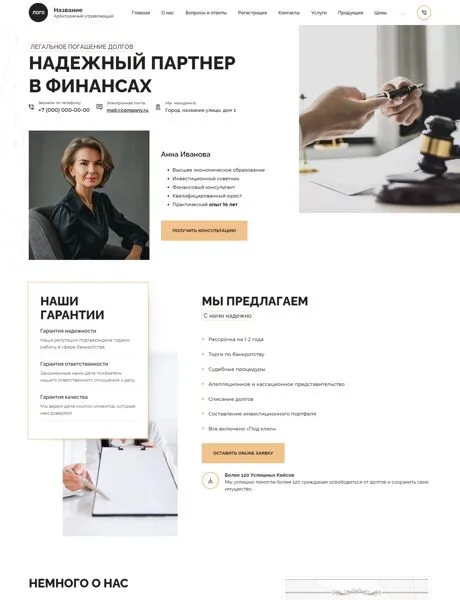 лого
Название
Арбитражный управляющий
Главная О нас Вопросы и ответы Регистрация Контакты Услуги Продукция Цены ...
ЛЕГАЛЬНОЕ ПОГАШЕНИЕ ДОЛГОВ
НАДЕЖНЫЙ ПАРТНЕР
В ФИНАНСАХ
Звоните по телефону:
+7 (000) 000-00-00
Электронная почта:
mail@company.ru
Мы находимся:
Город, название улицы, дом 1
Анна Иванова
Высшее экономическое образование
Инвестиционный советник
Финансовый консультант
Квалифицированный юрист
Практический опыт 14 лет
ПОЛУЧИТЬ КОНСУЛЬТАЦИЮ
НАШИ
ГАРАНТИИ
Гарантия надежности
Наша репутация подтверждена годами
работы в сфере банкротства.
Гарантия ответственности
Законченные нами дела показатель
нашего ответственного отношения к делу
Гарантия качества
Мы ведем дела многих клиентов, которые
нам доверяют
МЫ ПРЕДЛАГАЕМ
С нами надежно
Рассрочка на 1-2 года
Торги по банкротству
Судебные процедуры
Апелляционное и кассационное представительство
Списание долгов
Составление инвестиционного портфеля
Все включено «Под ключ»
ОСТАВИТЬ ONLINE ЗАЯВКУ
Более 120 Успешных Кейсов
Мы успешно помогли более 120 гражданам освободиться от долгов и сохранить свое
имущество.
НЕМНОГО О НАС